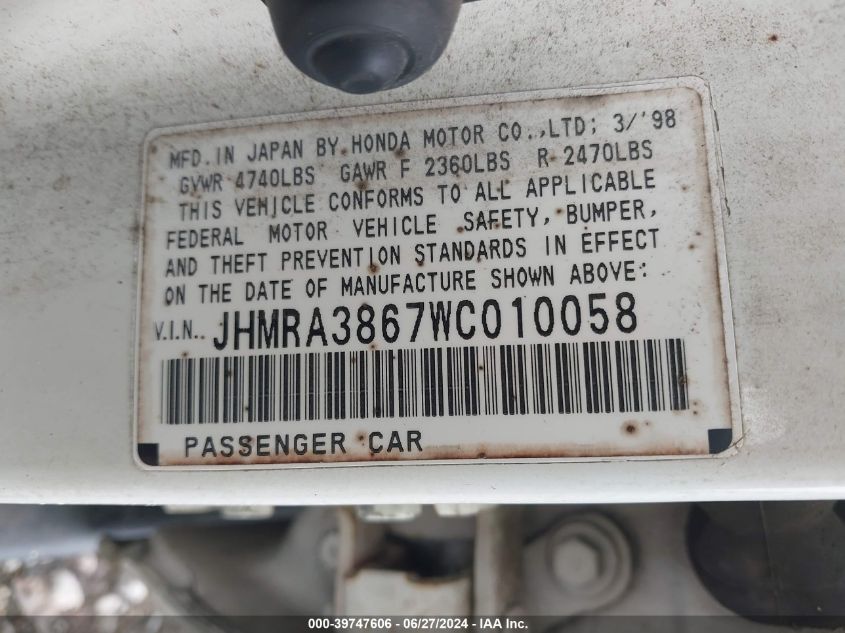 MFD. IN JAPAN BY HONDA MOTOR CO.,LTD; 3/'98
GVWR 4740LBS GAWR F 2360LBS R 2470LBS
THIS VEHICLE CONFORMS TO ALL APPLICABLE
FEDERAL MOTOR VEHICLE SAFETY, BUMPER,
AND THEFT PREVENTION STANDARDS IN EFFECT
ON THE DATE OF MANUFACTURE SHOWN ABOVE:
V.I.N.. JHMRA3867WC010058
PASSENGER CAR
000-39747606 - 06/27/2024 - IAA Inc.